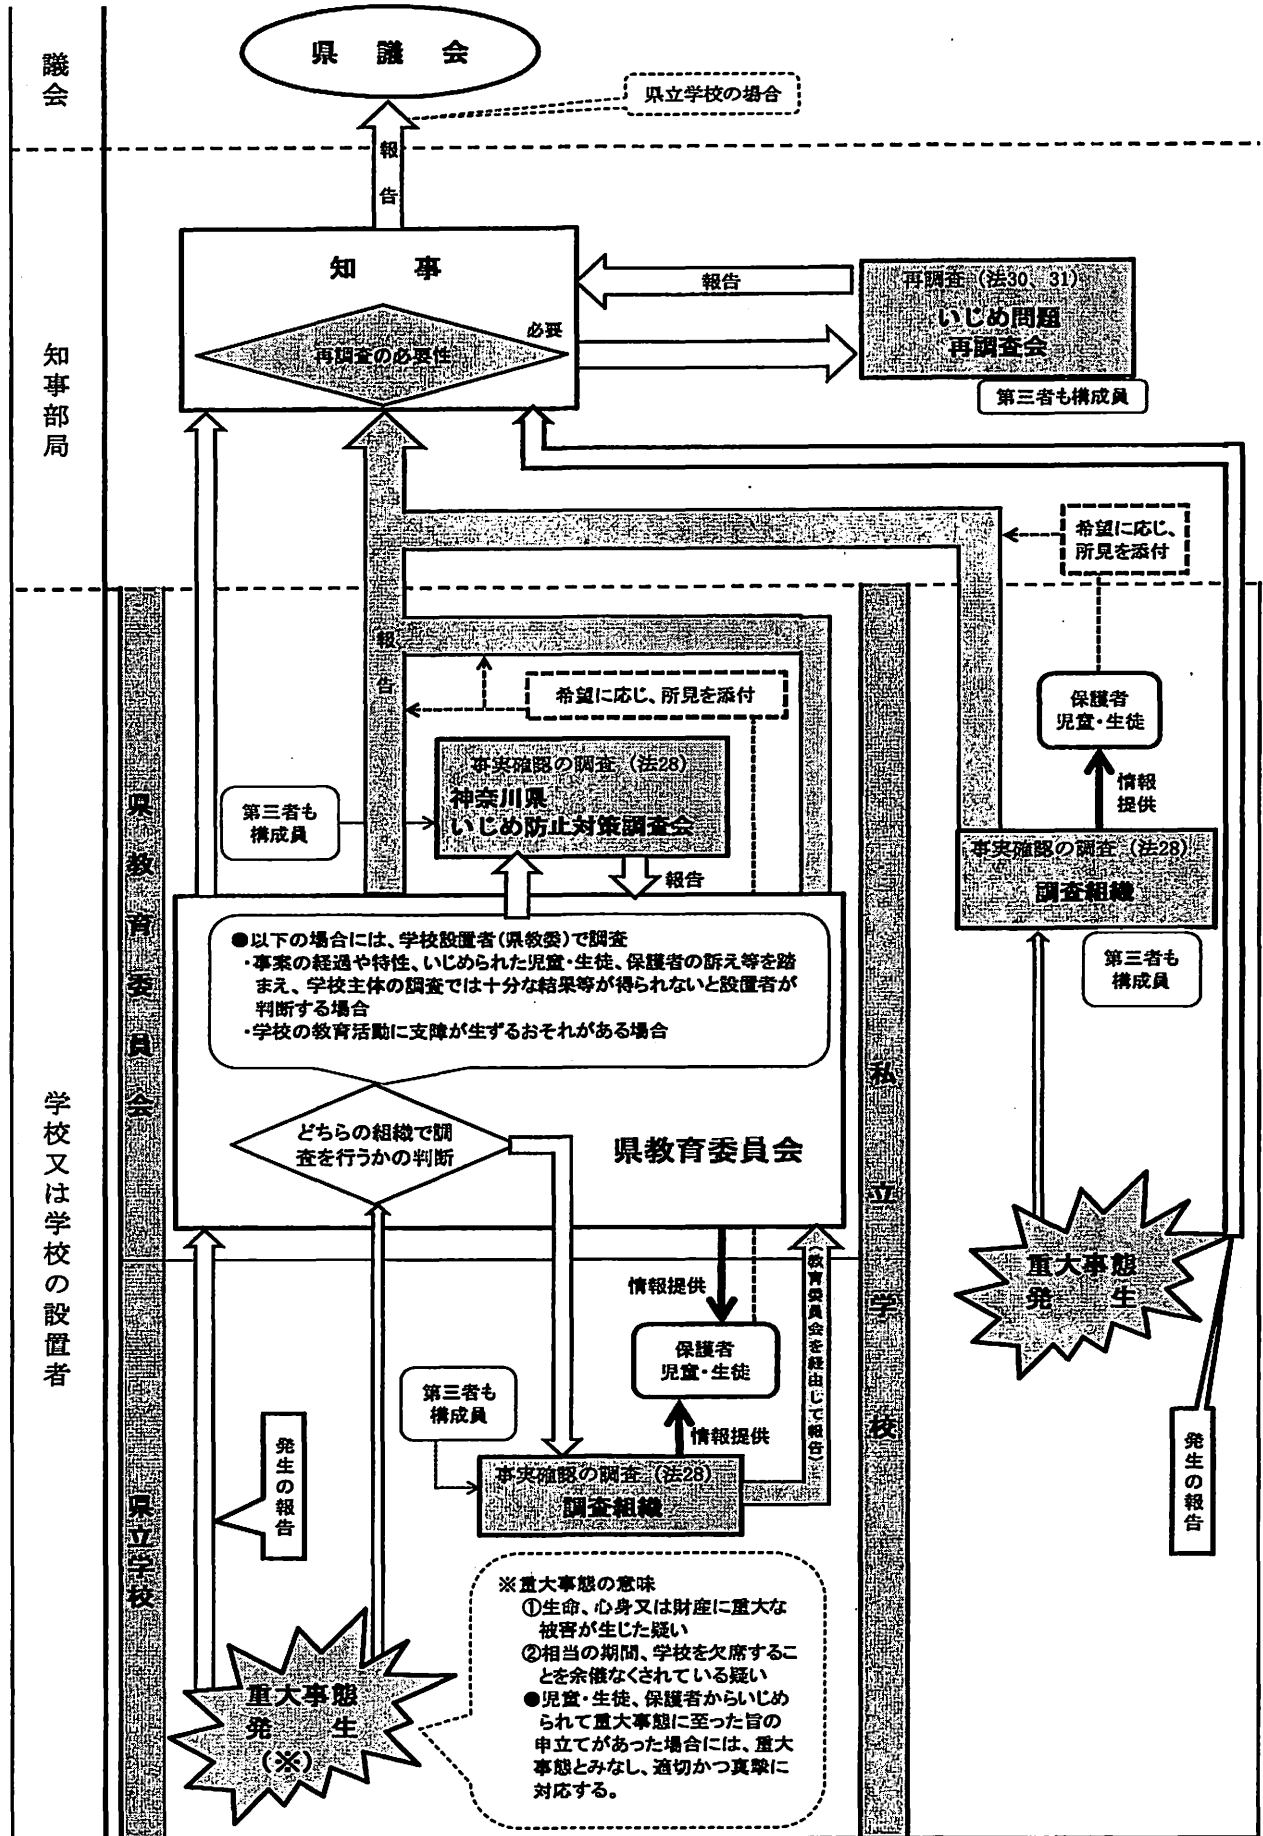 議会
県議会
県立学校の場合
報告
知事部局
知事
必要
再調査の必要性
報告
再調査（法30、31）
いじめ問題
再調査会
第三者も構成員
希望に応じ、
所見を添付
報告
希望に応じ、所見を添付
保護者
児童・生徒
情報
提供
事実確認の調査（法28）
神奈川県
いじめ防止対策調査会
第三者も
構成員
報告
事実確認の調査（法28）
調査組織
第三者も
構成員
学校又は学校の設置者
県教育委員会
●以下の場合には、学校設置者（県教委）で調査
・事案の経過や特性、いじめられた児童・生徒、保護者の訴え等を踏
まえ、学校主体の調査では十分な結果等が得られないと設置者が
判断する場合
・学校の教育活動に支障が生ずるおそれがある場合
どちらの組織で調
査を行うかの判断
県教育委員会
私立学校
重大事態
発生
発生の報告
情報提供
保護者
児童・生徒
情報提供
（教育委員会を経由して報告）
第三者も
構成員
事実確認の調査（法28）
調査組織
県立学校
発生の報告
重大事態
発生
（※）
※重大事態の意味
①生命、心身又は財産に重大な
被害が生じた疑い
②相当の期間、学校を欠席するこ
とを余儀なくされている疑い
●児童・生徒、保護者からいじめ
られて重大事態に至った旨の
申立てがあった場合には、重大
事態とみなし、適切かつ真摯に
対応する。